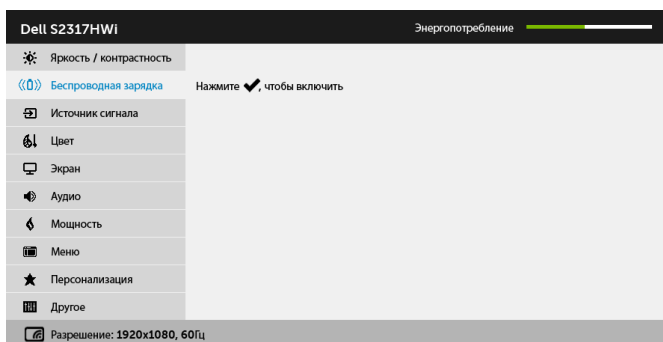 Dell S2317HWi
Энергопотребление
Яркость / контрастность
Беспроводная зарядка
Нажмите ✔, чтобы включить
Источник сигнала
Цвет
Экран
Аудио
Мощность
Меню
Персонализация
Другое
Разрешение: 1920x1080, 60Гц